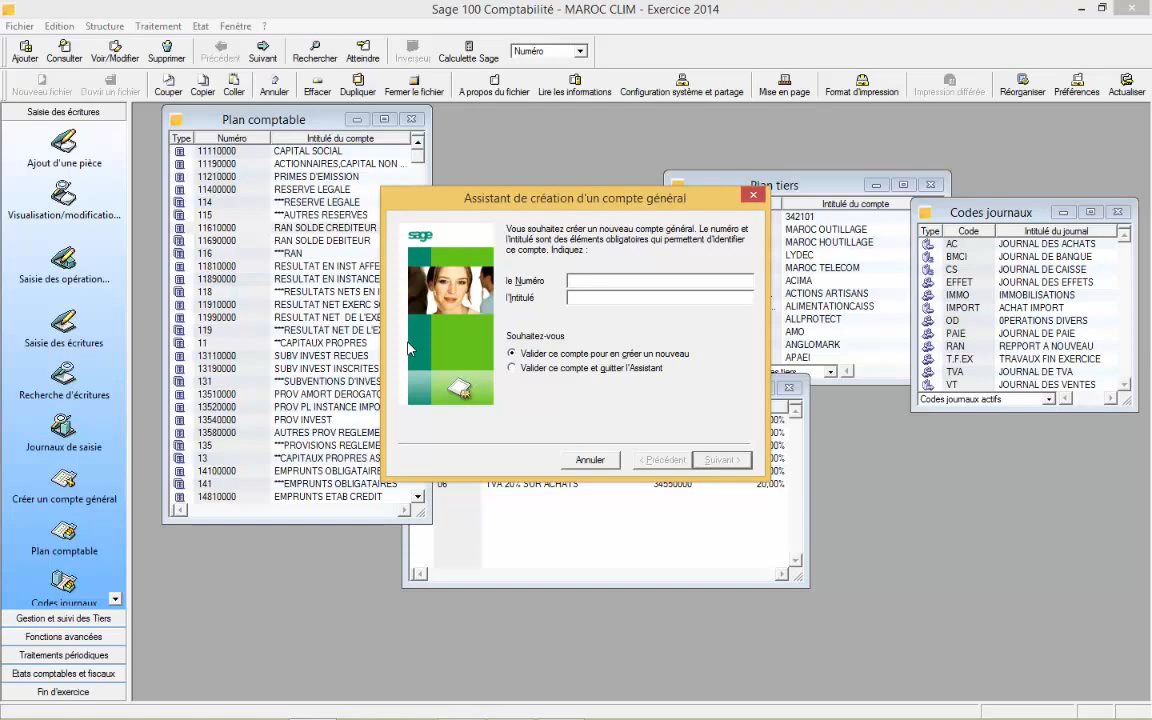 Sage 100 Comptabilité - MAROC CLIM - Exercice 2014
Fichier Edition Structure Traitement Etat Fenêtre ?
Ajouter Consulter Voir/Modifier Supprimer Précédent Suivant Rechercher Atteindre Inverseur Calculette Sage Numéro
Nouveau fichier Ouvrir un fichier Couper Copier Coller Annuler Effacer Dupliquer Fermer le fichier A propos du fichier Lire les informations Configuration système et partage Mise en page Format d'impression Impression différée Réorganiser Préférences Actualiser
Saisie des écritures
Ajout d'une pièce
Visualisation/modificatio...
Saisie des opération...
Saisie des écritures
Recherche d'écritures
Journaux de saisie
Créer un compte général
Plan comptable
Codes journaux
Gestion et suivi des Tiers
Fonctions avancées
Traitements périodiques
Etats comptables et fiscaux
Fin d'exercice
Plan comptable
Type Numéro Intitulé du compte
11110000 CAPITAL SOCIAL
11190000 ACTIONNAIRES,CAPITAL NON ...
11210000 PRIMES D'EMISSION
11400000 RESERVE LEGALE
114 ***RESERVE LEGALE
115 ***AUTRES RESERVES
11610000 RAN SOLDE CREDITEUR
11690000 RAN SOLDE DEBITEUR
116 ***RAN
11810000 RESULTAT EN INST AFFE
11890000 RESULTAT EN INSTANCE
118 ***RESULTATS NETS EN I
11910000 RESULTAT NET EXERC S
11990000 RESULTAT NET DE L'EX
119 ***RESULTAT NET DE L'E
11 **CAPITAUX PROPRES
13110000 SUBV INVEST RECUES
13190000 SUBV INVEST INSCRITES
131 ***SUBVENTIONS D'INVES
13510000 PROV AMORT DEROGAT
13520000 PROV PL INSTANCE IMPO
13540000 PROV INVEST
13580000 AUTRES PROV REGLEME
135 ***PROVISIONS REGLEME
13 **CAPITAUX PROPRES AS
14100000 EMPRUNTS OBLIGATAIRE
141 ***EMPRUNTS OBLIGATAIRES
14810000 EMPRUNTS ETAB CREDIT
Assistant de création d'un compte général
sage
Vous souhaitez créer un nouveau compte général. Le numéro et
l'intitulé sont des éléments obligatoires qui permettent d'identifier
ce compte. Indiquez :
le Numéro
l'Intitulé
Souhaitez-vous
Valider ce compte pour en créer un nouveau
Valider ce compte et quitter l'Assistant
Annuler < Précédent Suivant >
06 TVA 20% SUR ACHATS 34550000 20,00%
Plan tiers
Intitulé du compte
342101
MAROC OUTILLAGE
MAROC HOUTILLAGE
LYDEC
MAROC TELECOM
ACIMA
ACTIONS ARTISANS
ALIMENTATIONCAISS
ALLPROTECT
AMO
ANGLOMARK
APAEI
Codes journaux
Type Code Intitulé du journal
AC JOURNAL DES ACHATS
BMCI JOURNAL DE BANQUE
CS JOURNAL DE CAISSE
EFFET JOURNAL DES EFFETS
IMMO IMMOBILISATIONS
IMPORT ACHAT IMPORT
OD OPERATIONS DIVERS
PAIE JOURNAL DE PAIE
RAN REPPORT A NOUVEAU
T.F.EX TRAVAUX FIN EXERCICE
TVA JOURNAL DE TVA
VT JOURNAL DES VENTES
Codes journaux actifs